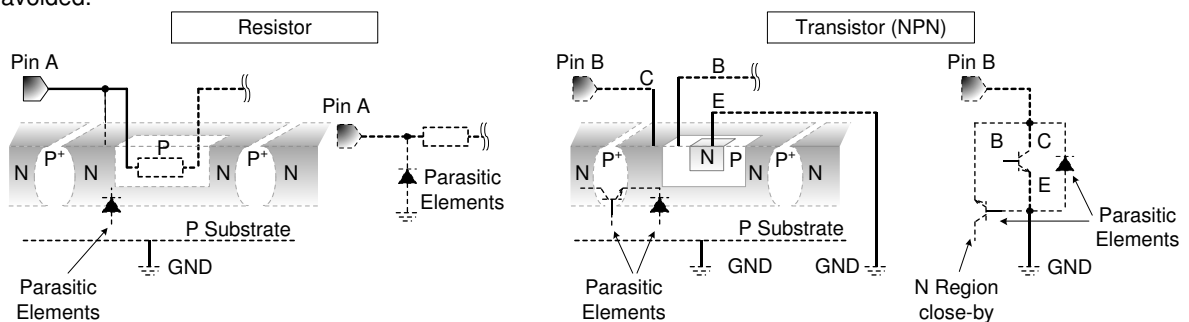 avoided.
Resistor
Transistor (NPN)
Pin A
Pin A
N
P+
N
P
N
P+
N
Parasitic
Elements
P Substrate
GND
Parasitic
Elements
Pin B
C
B
E
N
P+
N
N
P
N
P+
N
P Substrate
GND
GND
Parasitic
Elements
Pin B
B
C
E
Parasitic
Elements
GND
N Region
close-by